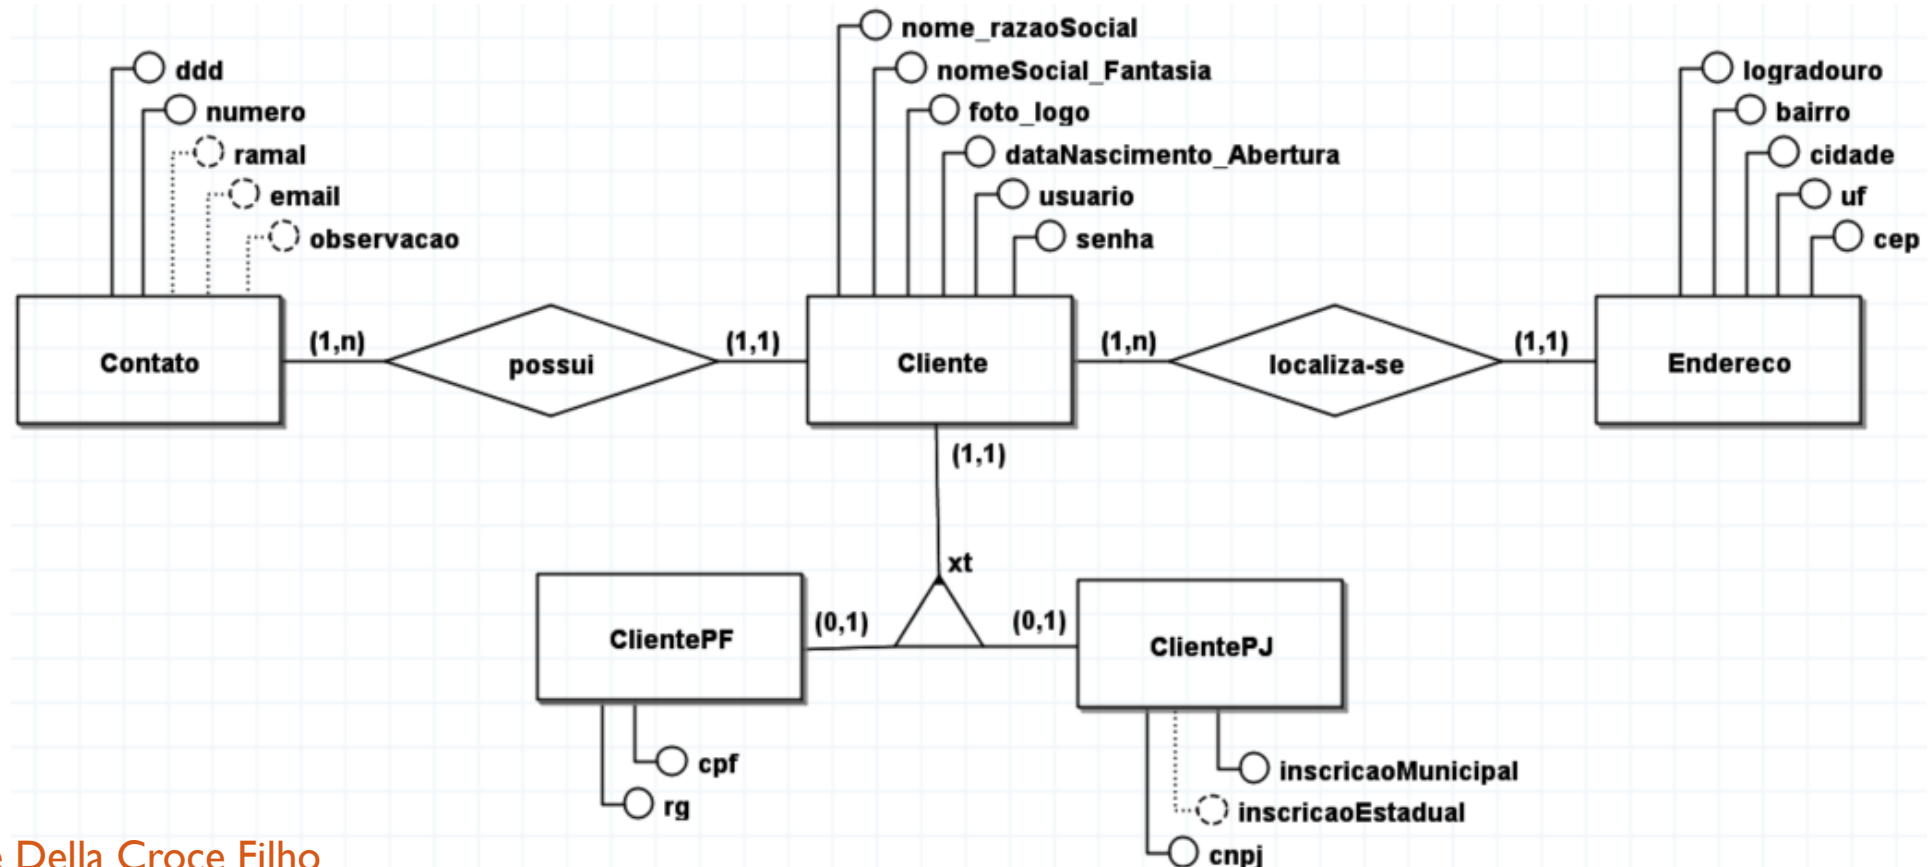 nome_razaoSocial
nomeSocial_Fantasia
foto_logo
dataNascimento_Abertura
usuario
senha
ddd
numero
ramal
email
observacao
logradouro
bairro
cidade
uf
cep
Contato
(1,n)
possui
(1,1)
Cliente
(1,n)
localiza-se
(1,1)
Endereco
(1,1)
xt
ClientePF
(0,1)
(0,1)
ClientePJ
cpf
rg
inscricaoMunicipal
inscricaoEstadual
cnpj
e Della Croce Filho